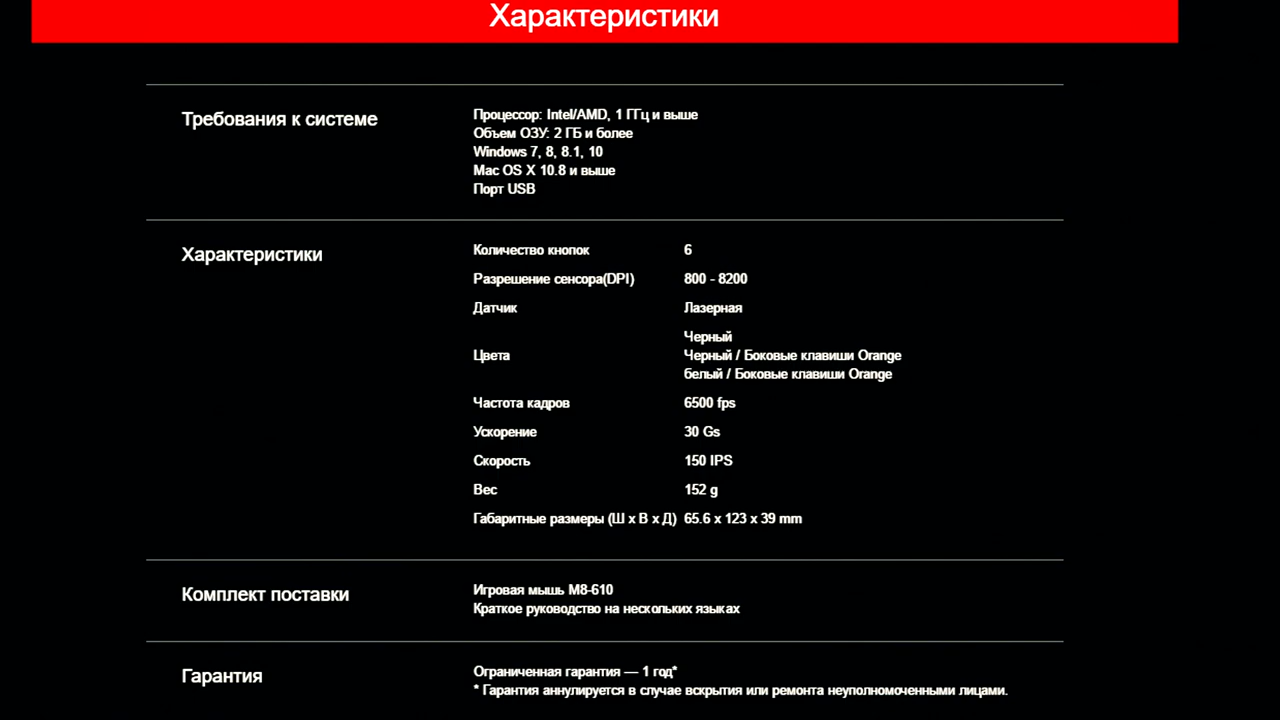 Характеристики
Требования к системе
Процессор: Intel/AMD, 1 ГГц и выше
Объем ОЗУ: 2 ГБ и более
Windows 7, 8, 8.1, 10
Mac OS X 10.8 и выше
Порт USB
Характеристики
Количество кнопок 6
Разрешение сенсора(DPI) 800 - 8200
Датчик Лазерная
Цвета Черный
Черный / Боковые клавиши Orange
белый / Боковые клавиши Orange
Частота кадров 6500 fps
Ускорение 30 Gs
Скорость 150 IPS
Вес 152 g
Габаритные размеры (Ш x В x Д) 65.6 x 123 x 39 mm
Комплект поставки
Игровая мышь M8-610
Краткое руководство на нескольких языках
Гарантия
Ограниченная гарантия — 1 год*
* Гарантия аннулируется в случае вскрытия или ремонта неуполномоченными лицами.